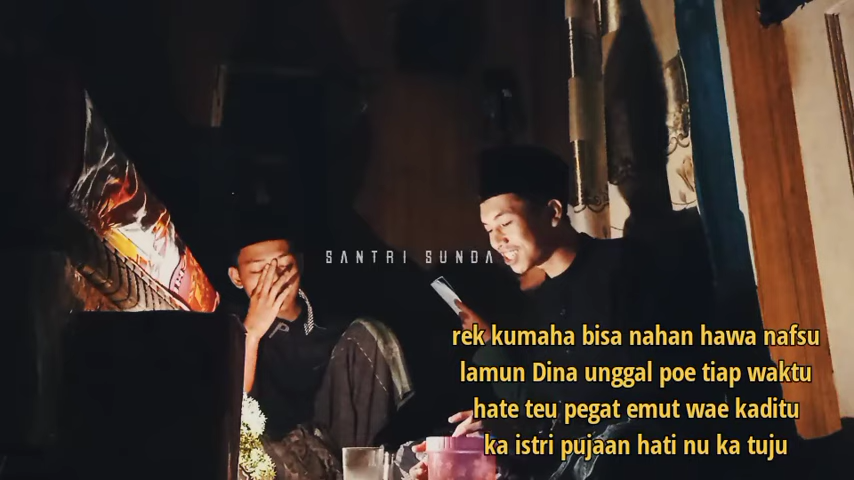 SANTRI SUNDA
rek kumaha bisa nahan hawa nafsu
lamun Dina unggal poe tiap waktu
hate teu pegat emut wae kaditu
ka istri pujaan hati nu ka tuju